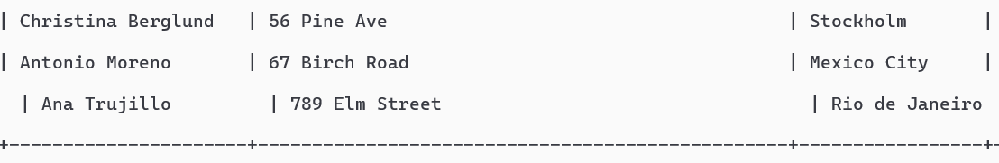 | Christina Berglund   | 56 Pine Ave                                     | Stockholm       |
| Antonio Moreno       | 67 Birch Road                                   | Mexico City     |
  | Ana Trujillo         | 789 Elm Street                                  | Rio de Janeiro
+----------------------+-------------------------------------------------+-----------------+-